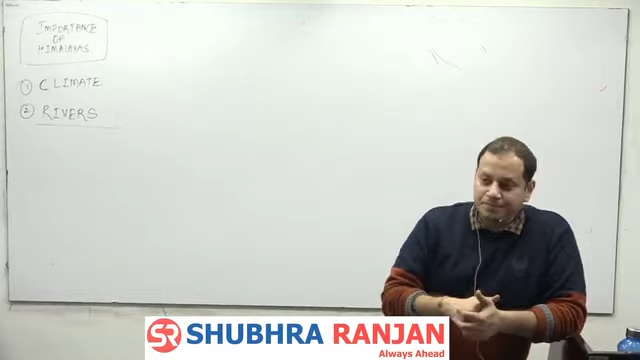 IMPORTANCE
OF
HIMALAYAS
1 CLIMATE
2 RIVERS
SR SHUBHRA RANJAN
Always Ahead